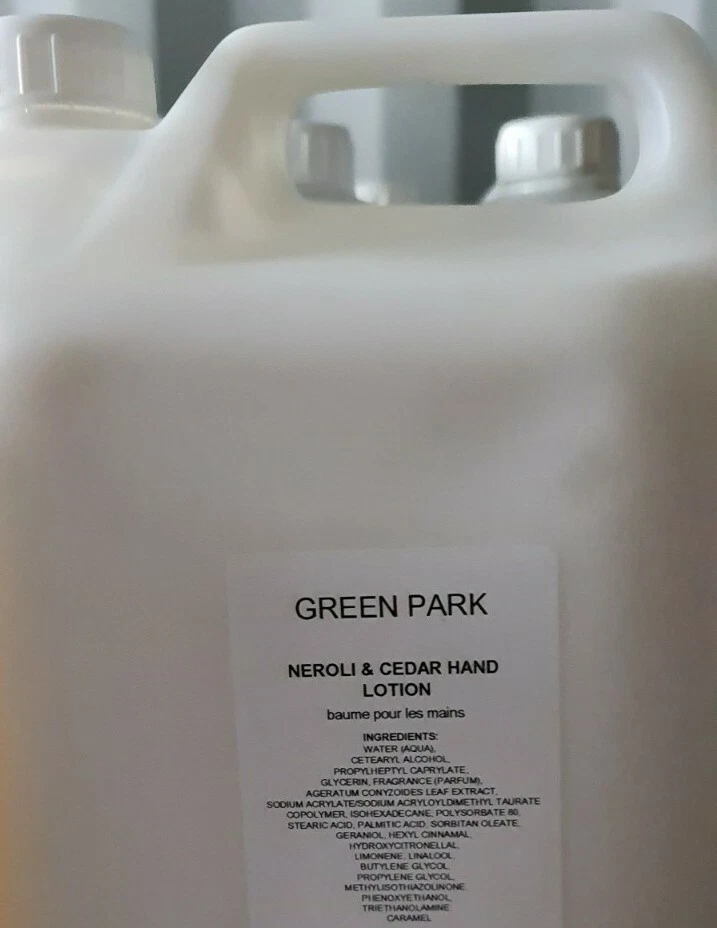 GREEN PARK
NEROLI & CEDAR HAND
LOTION
baume pour les mains
INGREDIENTS:
WATER (AQUA),
CETEARYL ALCOHOL,
PROPYLHEPTYL CAPRYLATE,
GLYCERIN, FRAGRANCE (PARFUM),
AGERATUM CONYZOIDES LEAF EXTRACT,
SODIUM ACRYLATE/SODIUM ACRYLOYLDIMETHYL TAURATE
COPOLYMER, ISOHEXADECANE, POLYSORBATE 80,
STEARIC ACID, PALMITIC ACID, SORBITAN OLEATE,
GERANIOL, HEXYL CINNAMAL,
HYDROXYCITRONELLAL,
LIMONENE, LINALOOL,
BUTYLENE GLYCOL,
PROPYLENE GLYCOL,
METHYLISOTHIAZOLINONE,
PHENOXYETHANOL,
TRIETHANOLAMINE,
CARAMEL